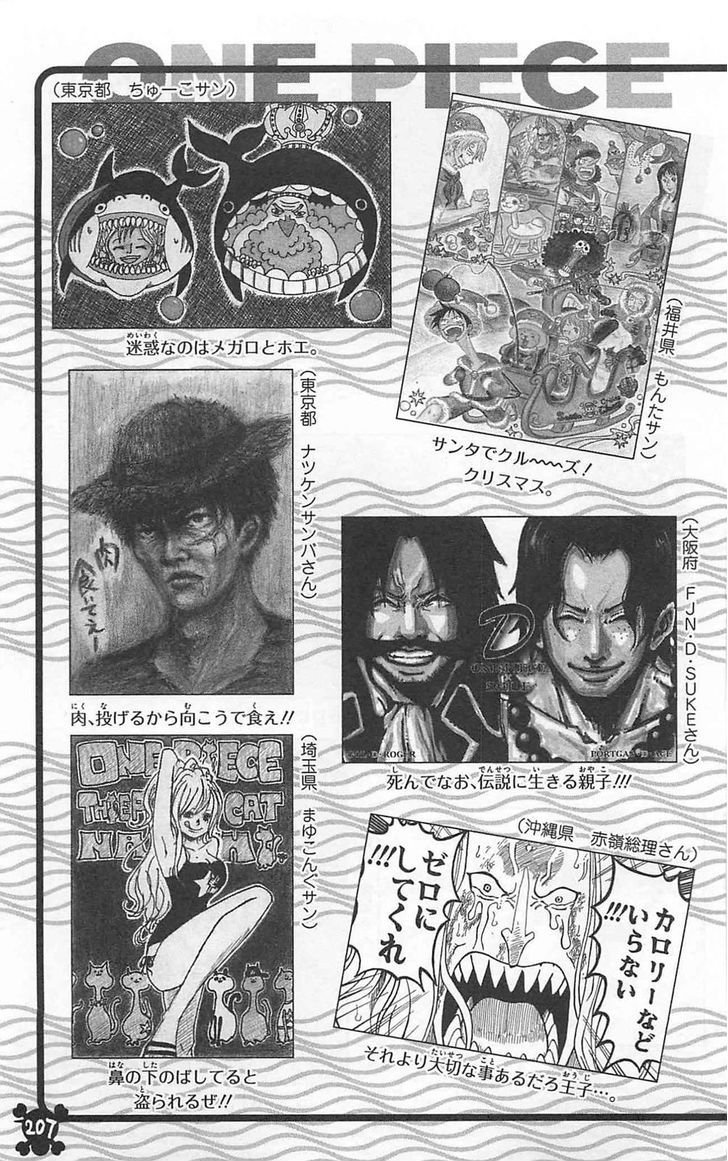 ONE PIECE
(東京都　ちゅーこサン)
迷惑なのはメガロとホエ。
(福井県　もんたサン)
サンタでクル〜〜〜ズ!
クリスマス。
(東京都　ナツケンサンバさん)
肉
食いてぇー
肉、投げるから向こうで食え!!
(大阪府　FJN・D・SUKEさん)
D
GOL・D・ROGER
PORTGAS・D・ACE
死んでなお、伝説に生きる親子!!!
(埼玉県　まゆこんぐサン)
ONE PIECE
THIEF CAT
NAMI
鼻の下のばしてると
盗られるぜ!!
(沖縄県　赤嶺総理さん)
カロリーなど
いらない
!!!
ゼロに
してくれ
!!!
それより大切な事あるだろ王子…。
207